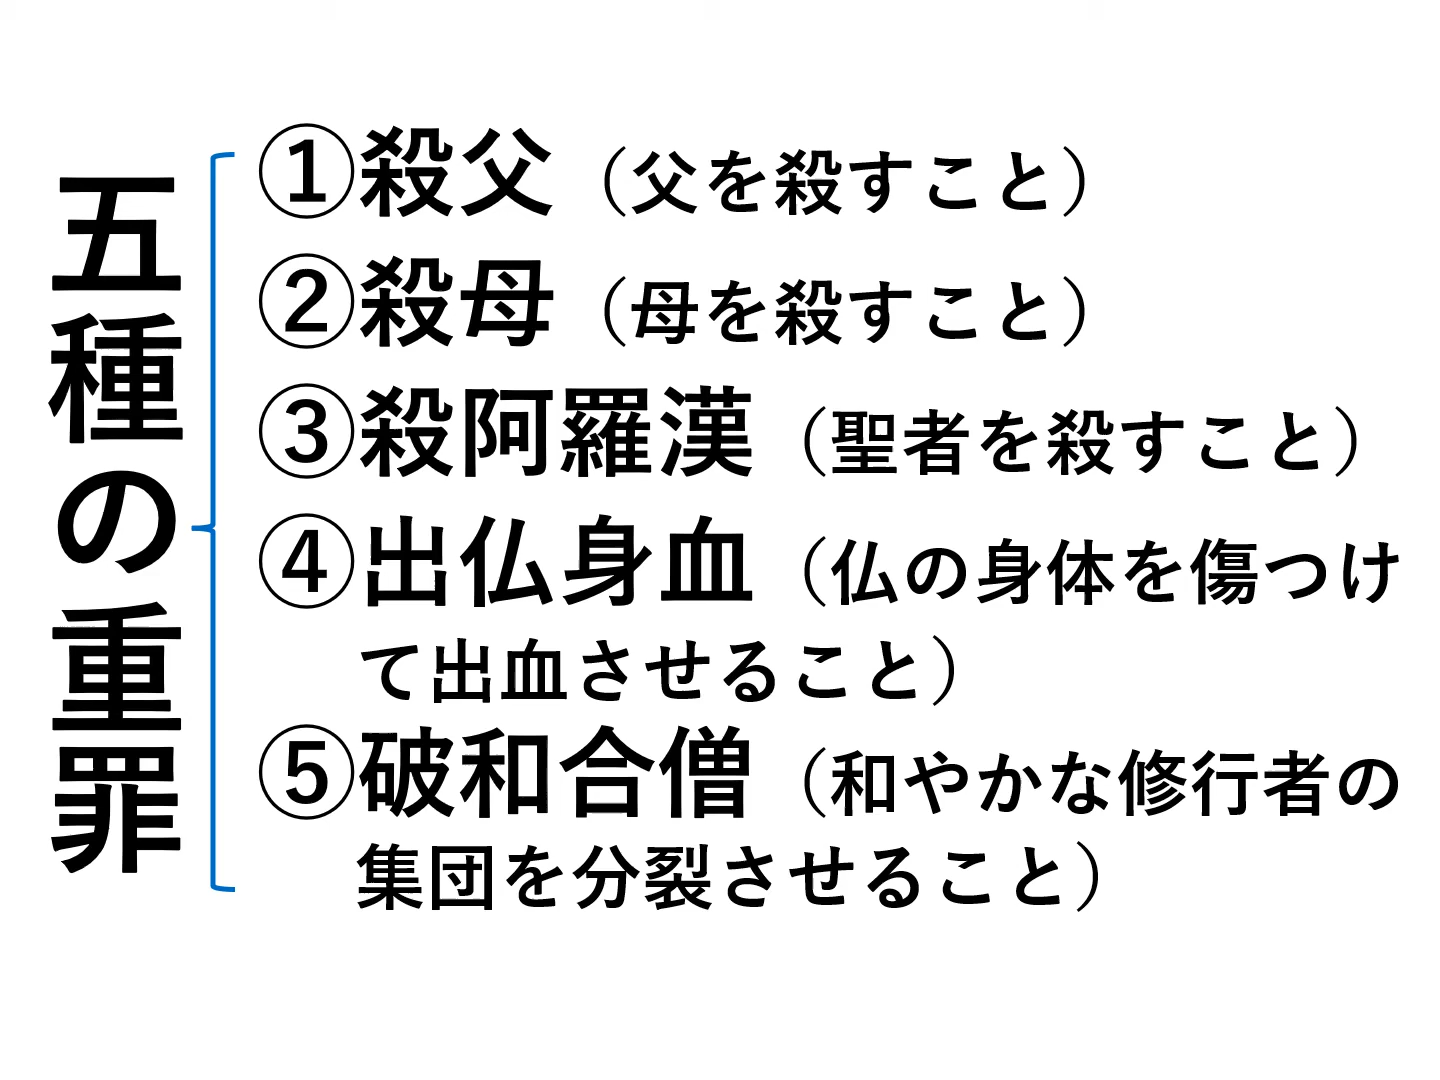 五種の重罪
①殺父（父を殺すこと）
②殺母（母を殺すこと）
③殺阿羅漢（聖者を殺すこと）
④出仏身血（仏の身体を傷つけ
て出血させること）
⑤破和合僧（和やかな修行者の
集団を分裂させること）